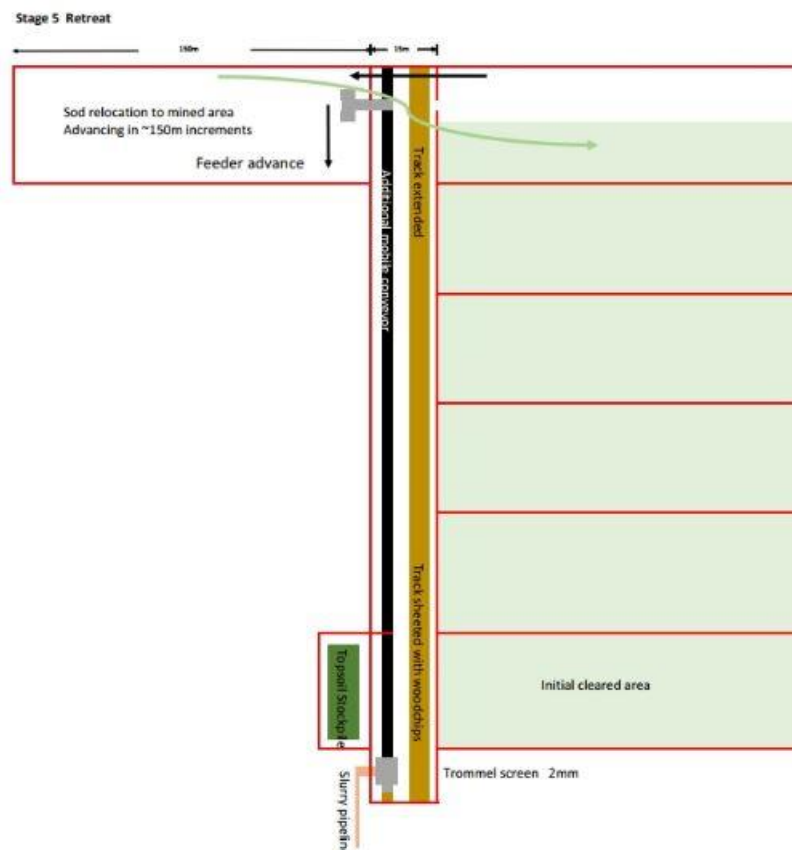 Stage 5 Retreat
150m
15m
Sod relocation to mined area
Advancing in ~150m increments
Feeder advance
Additional mobile conveyor
Track extended
Track sheeted with woodchips
Topsoil Stockpile
Initial cleared area
Trommel screen 2mm
Slurry pipelin